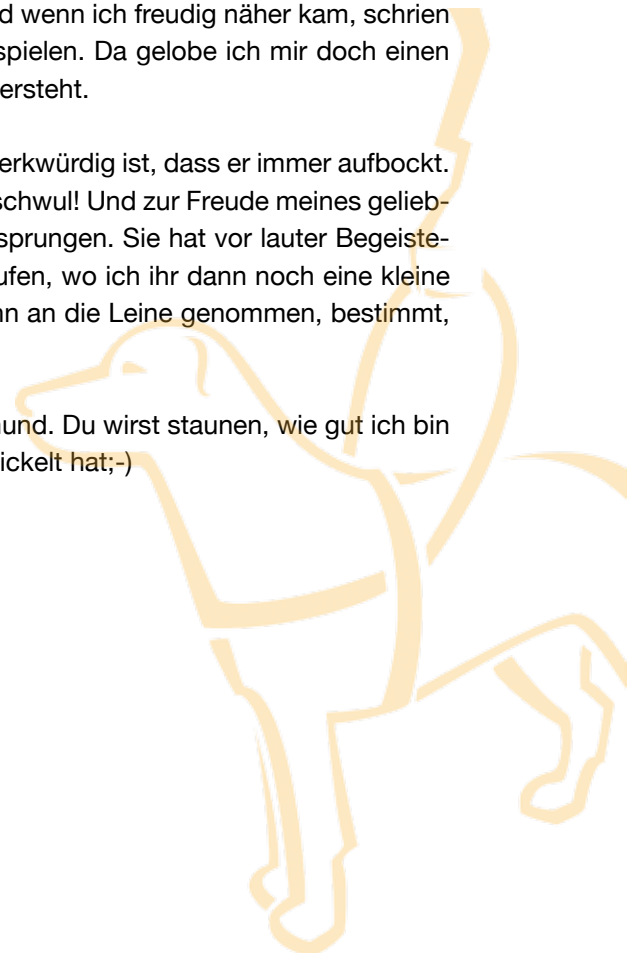 d wenn ich freudig näher kam, schrien
spielen. Da gelobe ich mir doch einen
ersteht.
erkwürdig ist, dass er immer aufbockt.
schwul! Und zur Freude meines gelieb-
sprungen. Sie hat vor lauter Begeiste-
ufen, wo ich ihr dann noch eine kleine
nn an die Leine genommen, bestimmt,
und. Du wirst staunen, wie gut ich bin
ickelt hat;-)